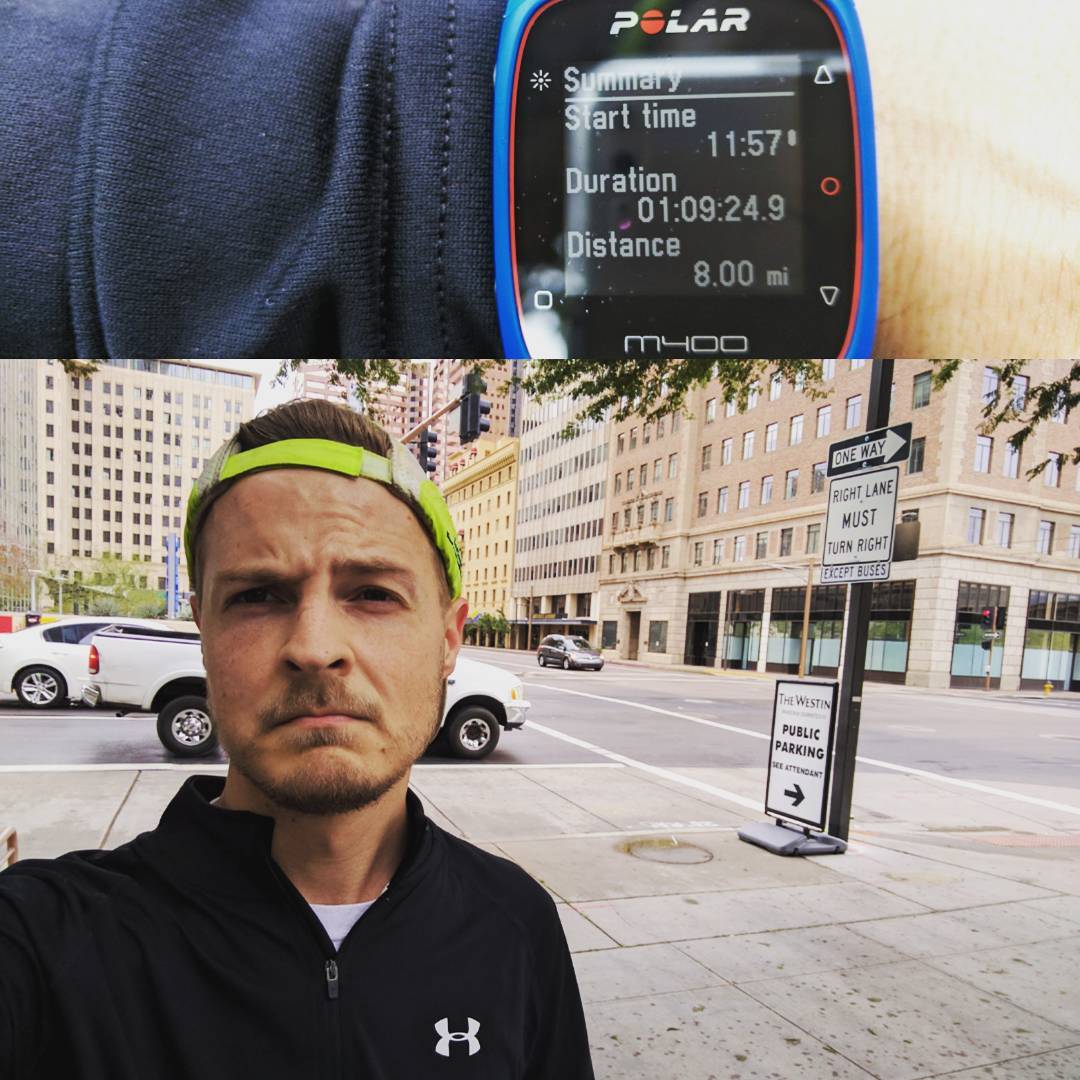 POLAR
Summary
Start time
11:57
Duration
01:09:24.9
Distance
8.00 mi
M400
ONE WAY
RIGHT LANE
MUST
TURN RIGHT
EXCEPT BUSES
THE WESTIN
PUBLIC
PARKING
SEE ATTENDANT